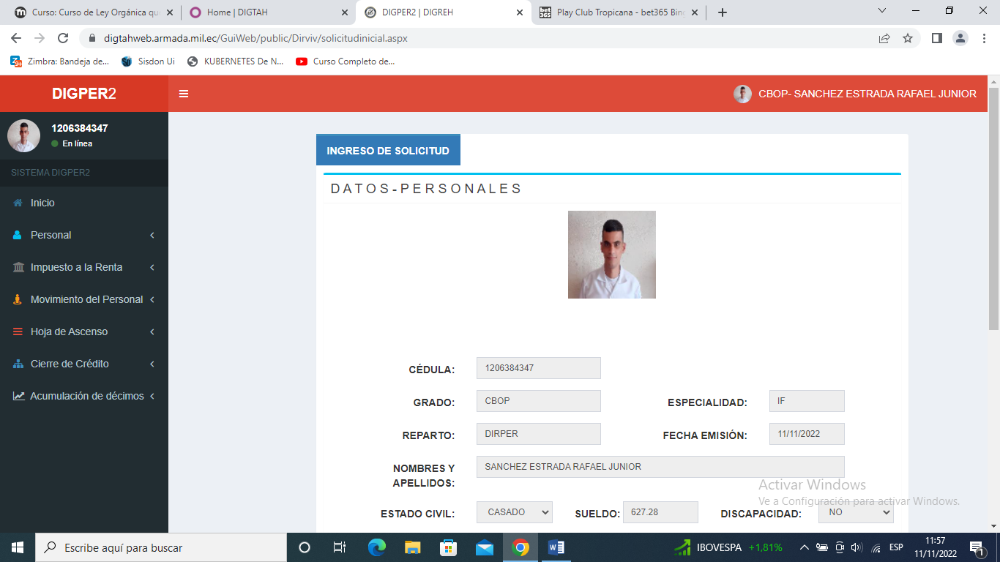 Curso: Curso de Ley Orgánica qu
Home | DIGTAH
DIGPER2 | DIGREH
Play Club Tropicana - bet365 Bing
digtahweb.armada.mil.ec/GuiWeb/public/Dirviv/solicitudinicial.aspx
Zimbra: Bandeja de...
Sisdon Ui
KUBERNETES De N...
Curso Completo de...
DIGPER2
CBOP- SANCHEZ ESTRADA RAFAEL JUNIOR
1206384347
En línea
SISTEMA DIGPER2
Inicio
Personal
Impuesto a la Renta
Movimiento del Personal
Hoja de Ascenso
Cierre de Crédito
Acumulación de décimos
INGRESO DE SOLICITUD
DATOS-PERSONALES
CÉDULA: 1206384347
GRADO: CBOP ESPECIALIDAD: IF
REPARTO: DIRPER FECHA EMISIÓN: 11/11/2022
NOMBRES Y APELLIDOS: SANCHEZ ESTRADA RAFAEL JUNIOR
ESTADO CIVIL: CASADO SUELDO: 627.28 DISCAPACIDAD: NO
Activar Windows
Ve a Configuración para activar Windows.
Escribe aquí para buscar
IBOVESPA +1,81%
ESP
11:57
11/11/2022
1